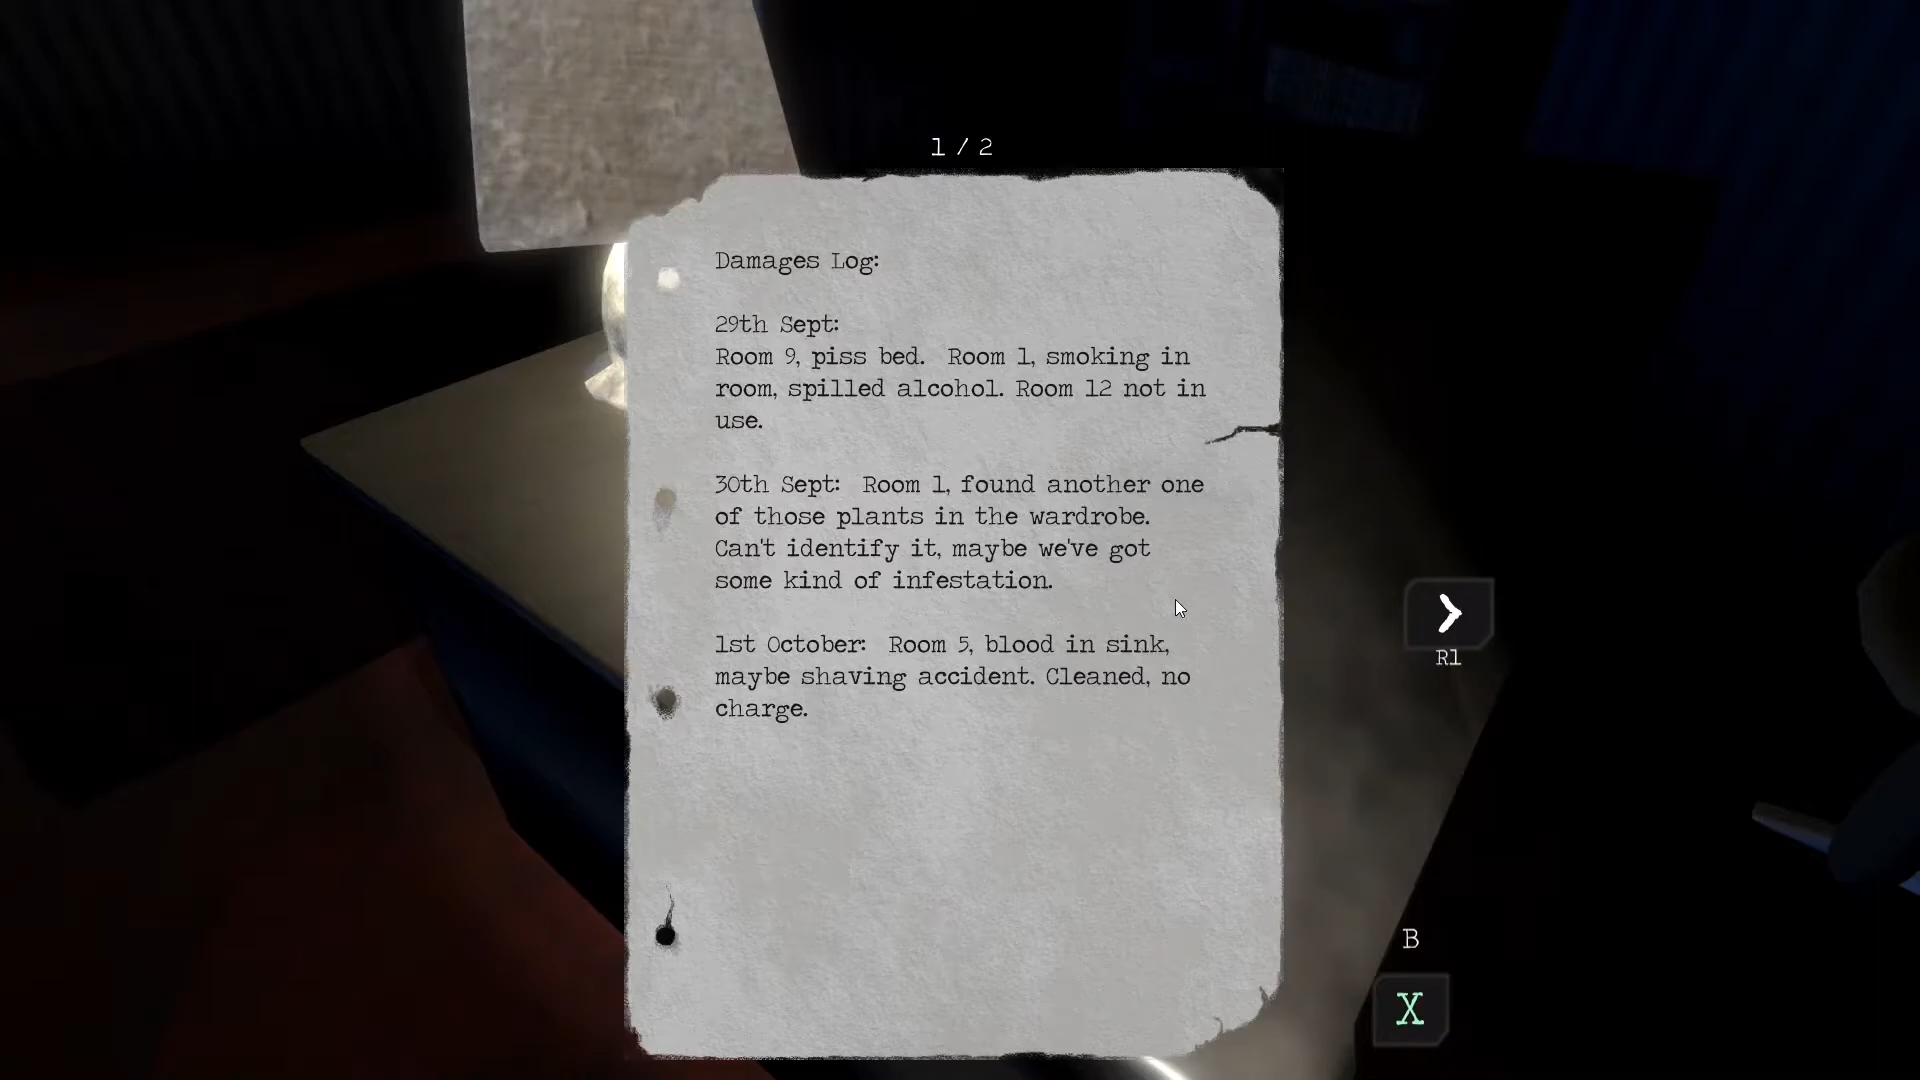 1 / 2
Damages Log:
29th Sept:
Room 9, piss bed.  Room 1, smoking in
room, spilled alcohol. Room 12 not in
use.
30th Sept:  Room 1, found another one
of those plants in the wardrobe.
Can't identify it, maybe we've got
some kind of infestation.
1st October:  Room 5, blood in sink,
maybe shaving accident. Cleaned, no
charge.
R1
B
X